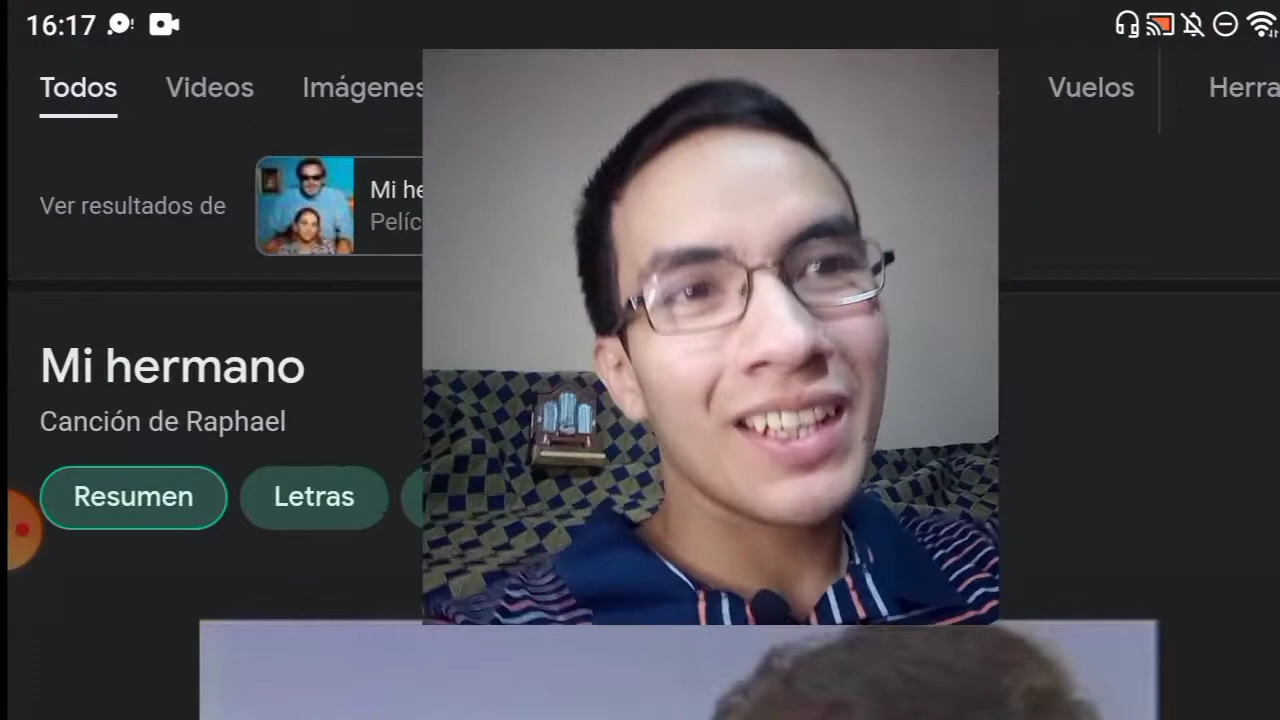 16:17
Todos Videos Imágenes Vuelos Herra
Ver resultados de
Mi he
Pelíc
Mi hermano
Canción de Raphael
Resumen Letras